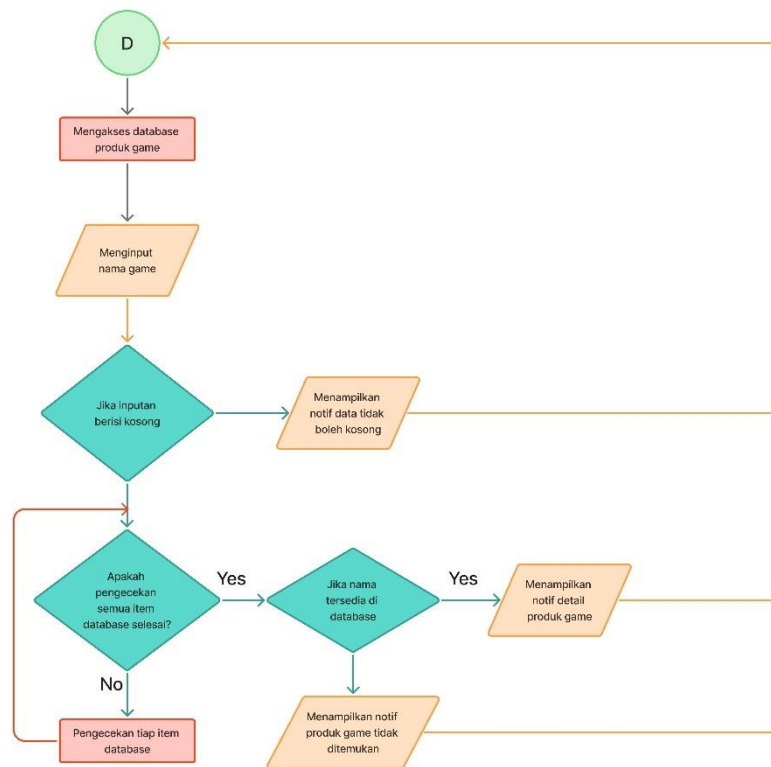 D
Mengakses database
produk game
Menginput
nama game
Jika inputan
berisi kosong
Menampilkan
notif data tidak
boleh kosong
Apakah
pengecekan
semua item
database selesai?
Yes
Jika nama
tersedia di
database
Yes
Menampilkan
notif detail
produk game
No
Pengecekan tiap item
database
Menampilkan notif
produk game tidak
ditemukan